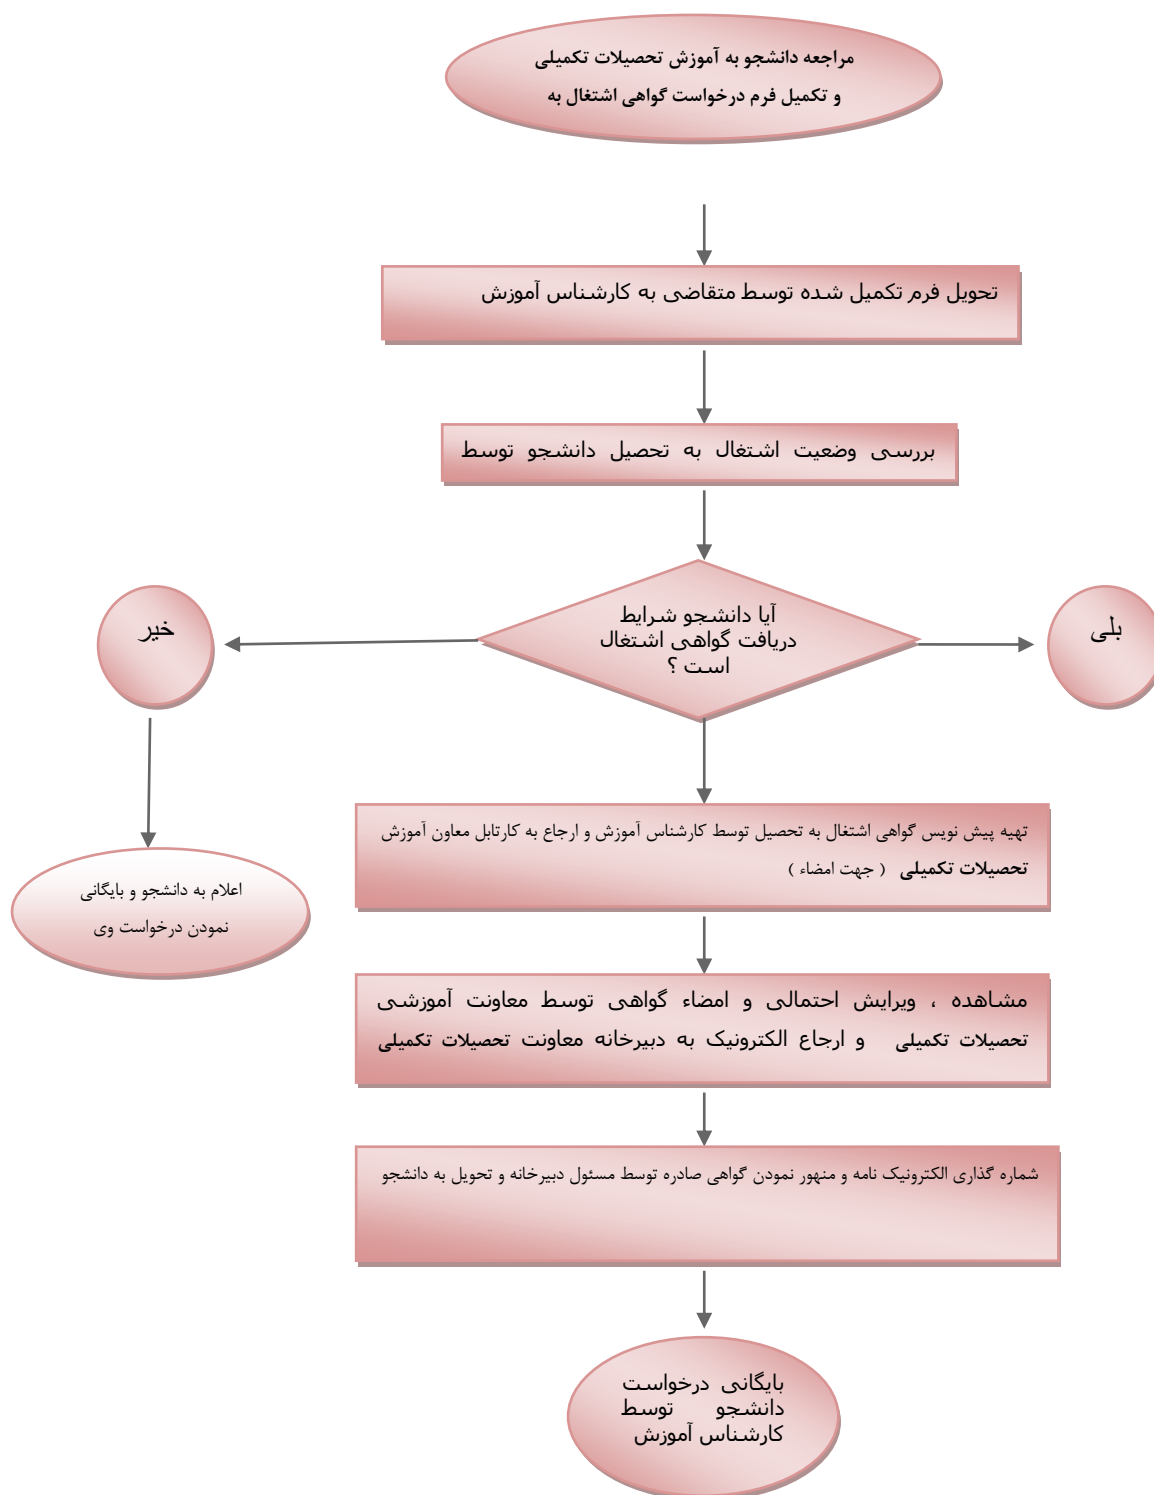 مراجعه دانشجو به آموزش تحصیلات تکمیلی
و تکمیل فرم درخواست گواهی اشتغال به
تحویل فرم تکمیل شده توسط متقاضی به کارشناس آموزش
بررسی وضعیت اشتغال به تحصیل دانشجو توسط
آیا دانشجو شرایط
دریافت گواهی اشتغال
است ؟
بلی
خیر
تهیه پیش نویس گواهی اشتغال به تحصیل توسط کارشناس آموزش و ارجاع به کارتابل معاون آموزش
تحصیلات تکمیلی ( جهت امضاء )
اعلام به دانشجو و بایگانی
نمودن درخواست وی
مشاهده ، ویرایش احتمالی و امضاء گواهی توسط معاونت آموزشی
تحصیلات تکمیلی و ارجاع الکترونیک به دبیرخانه معاونت تحصیلات تکمیلی
شماره گذاری الکترونیک نامه و منهور نمودن گواهی صادره توسط مسئول دبیرخانه و تحویل به دانشجو
بایگانی درخواست
دانشجو توسط
کارشناس آموزش